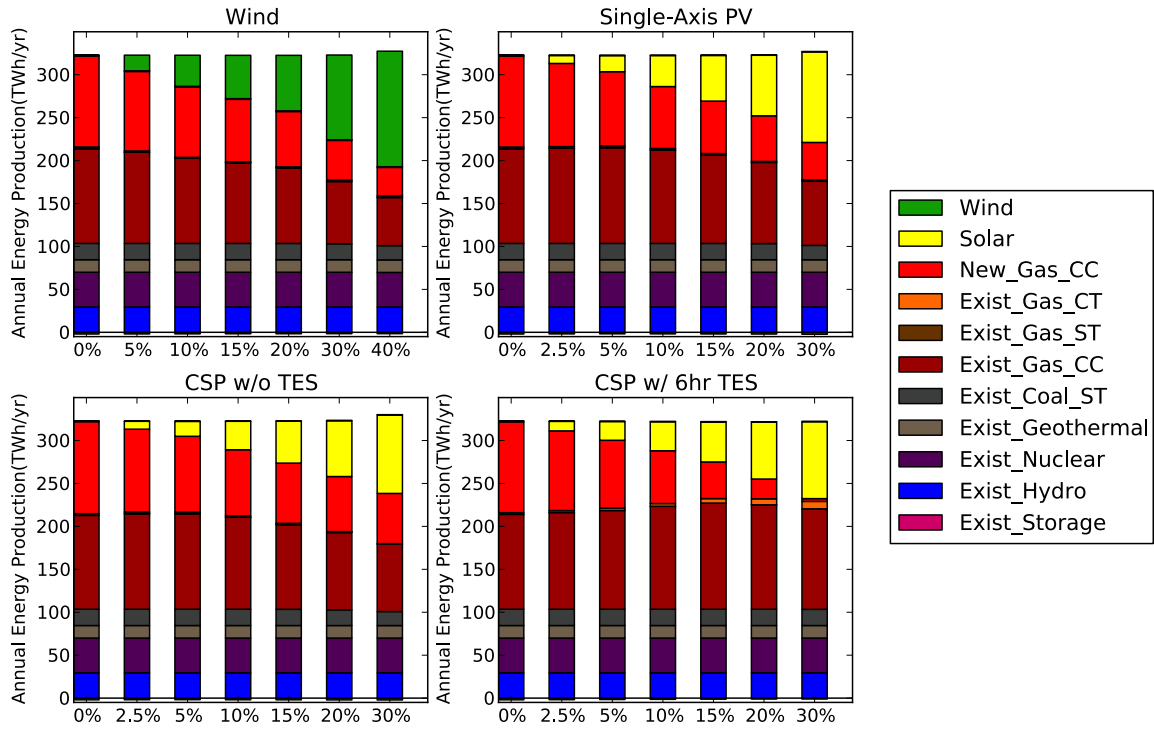 Wind
Annual Energy Production(TWh/yr)
300
250
200
150
100
50
0
0% 5% 10% 15% 20% 30% 40%
Single-Axis PV
Annual Energy Production(TWh/yr)
300
250
200
150
100
50
0
0% 2.5% 5% 10% 15% 20% 30%
CSP w/o TES
Annual Energy Production(TWh/yr)
300
250
200
150
100
50
0
0% 2.5% 5% 10% 15% 20% 30%
CSP w/ 6hr TES
Annual Energy Production(TWh/yr)
300
250
200
150
100
50
0
0% 2.5% 5% 10% 15% 20% 30%
Wind
Solar
New_Gas_CC
Exist_Gas_CT
Exist_Gas_ST
Exist_Gas_CC
Exist_Coal_ST
Exist_Geothermal
Exist_Nuclear
Exist_Hydro
Exist_Storage